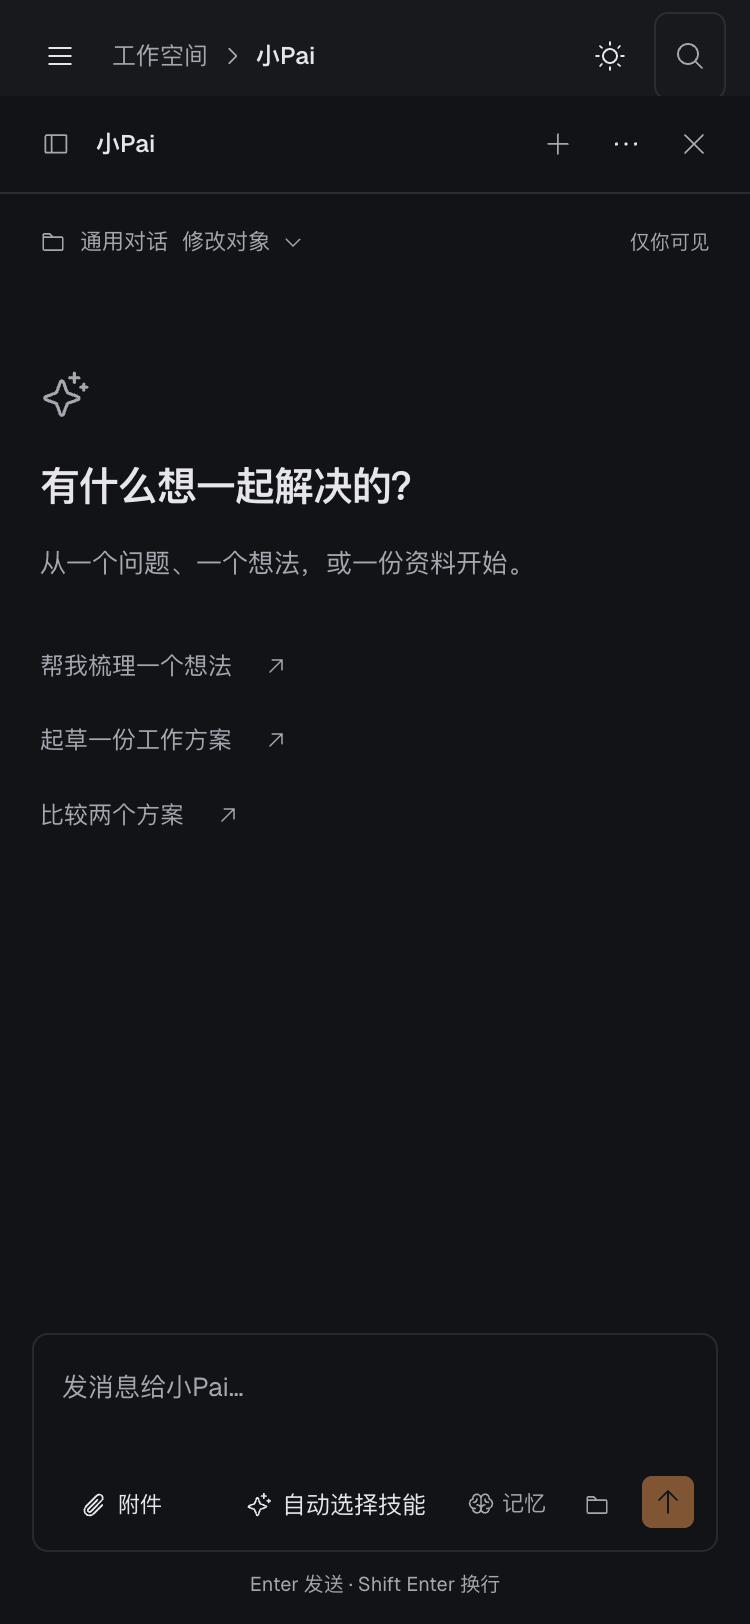 工作空间 小Pai
小Pai
通用对话 修改对象 仅你可见
有什么想一起解决的?
从一个问题、一个想法，或一份资料开始。
帮我梳理一个想法
起草一份工作方案
比较两个方案
发消息给小Pai...
附件 自动选择技能 记忆
Enter 发送 · Shift Enter 换行